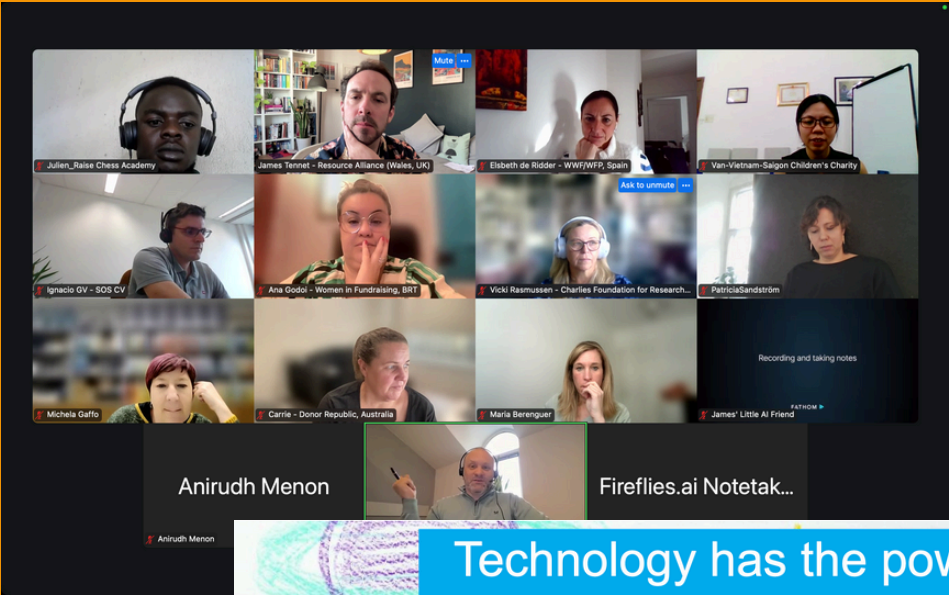 Mute
Julien_Raise Chess Academy
James Tennet - Resource Alliance (Wales, UK)
Elsbeth de Ridder - WWF/WFP, Spain
Van-Vietnam-Saigon Children's Charity
Ask to unmute
Ignacio GV - SOS CV
Ana Godoi - Women in Fundraising, BRT
Vicki Rasmussen - Charlies Foundation for Research...
PatriciaSandström
Recording and taking notes
FATHOM
Michela Gaffo
Carrie - Donor Republic, Australia
Maria Berenguer
James' Little AI Friend
Anirudh Menon
Fireflies.ai Notetak...
Anirudh Menon
Technology has the pow